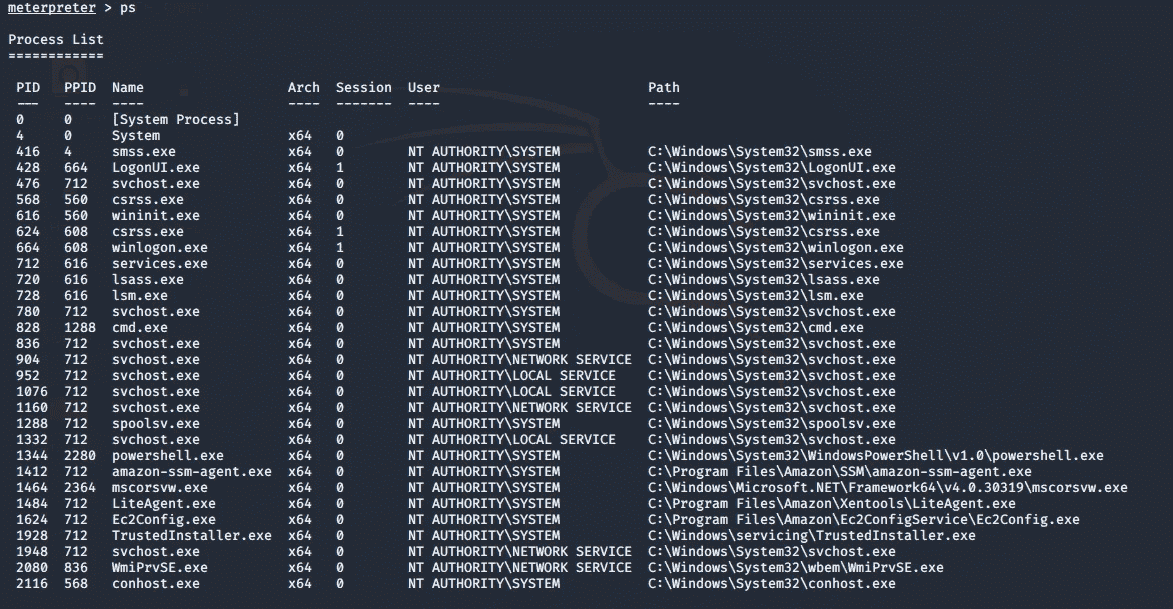 meterpreter > ps
Process List
============
PID PPID Name Arch Session User Path
--- ---- ---- ---- ------- ---- ----
0 0 [System Process]
4 0 System x64 0
416 4 smss.exe x64 0 NT AUTHORITY\SYSTEM C:\Windows\System32\smss.exe
428 664 LogonUI.exe x64 1 NT AUTHORITY\SYSTEM C:\Windows\System32\LogonUI.exe
476 712 svchost.exe x64 0 NT AUTHORITY\SYSTEM C:\Windows\System32\svchost.exe
568 560 csrss.exe x64 0 NT AUTHORITY\SYSTEM C:\Windows\System32\csrss.exe
616 560 wininit.exe x64 0 NT AUTHORITY\SYSTEM C:\Windows\System32\wininit.exe
624 608 csrss.exe x64 1 NT AUTHORITY\SYSTEM C:\Windows\System32\csrss.exe
664 608 winlogon.exe x64 1 NT AUTHORITY\SYSTEM C:\Windows\System32\winlogon.exe
712 616 services.exe x64 0 NT AUTHORITY\SYSTEM C:\Windows\System32\services.exe
720 616 lsass.exe x64 0 NT AUTHORITY\SYSTEM C:\Windows\System32\lsass.exe
728 616 lsm.exe x64 0 NT AUTHORITY\SYSTEM C:\Windows\System32\lsm.exe
780 712 svchost.exe x64 0 NT AUTHORITY\SYSTEM C:\Windows\System32\svchost.exe
828 1288 cmd.exe x64 0 NT AUTHORITY\SYSTEM C:\Windows\System32\cmd.exe
836 712 svchost.exe x64 0 NT AUTHORITY\SYSTEM C:\Windows\System32\svchost.exe
904 712 svchost.exe x64 0 NT AUTHORITY\NETWORK SERVICE C:\Windows\System32\svchost.exe
952 712 svchost.exe x64 0 NT AUTHORITY\LOCAL SERVICE C:\Windows\System32\svchost.exe
1076 712 svchost.exe x64 0 NT AUTHORITY\LOCAL SERVICE C:\Windows\System32\svchost.exe
1160 712 svchost.exe x64 0 NT AUTHORITY\NETWORK SERVICE C:\Windows\System32\svchost.exe
1288 712 spoolsv.exe x64 0 NT AUTHORITY\SYSTEM C:\Windows\System32\spoolsv.exe
1332 712 svchost.exe x64 0 NT AUTHORITY\LOCAL SERVICE C:\Windows\System32\svchost.exe
1344 2280 powershell.exe x64 0 NT AUTHORITY\SYSTEM C:\Windows\System32\WindowsPowerShell\v1.0\powershell.exe
1412 712 amazon-ssm-agent.exe x64 0 NT AUTHORITY\SYSTEM C:\Program Files\Amazon\SSM\amazon-ssm-agent.exe
1464 2364 mscorsvw.exe x64 0 NT AUTHORITY\SYSTEM C:\Windows\Microsoft.NET\Framework64\v4.0.30319\mscorsvw.exe
1484 712 LiteAgent.exe x64 0 NT AUTHORITY\SYSTEM C:\Program Files\Amazon\Xentools\LiteAgent.exe
1624 712 Ec2Config.exe x64 0 NT AUTHORITY\SYSTEM C:\Program Files\Amazon\Ec2ConfigService\Ec2Config.exe
1928 712 TrustedInstaller.exe x64 0 NT AUTHORITY\SYSTEM C:\Windows\servicing\TrustedInstaller.exe
1948 712 svchost.exe x64 0 NT AUTHORITY\NETWORK SERVICE C:\Windows\System32\svchost.exe
2080 836 WmiPrvSE.exe x64 0 NT AUTHORITY\NETWORK SERVICE C:\Windows\System32\wbem\WmiPrvSE.exe
2116 568 conhost.exe x64 0 NT AUTHORITY\SYSTEM C:\Windows\System32\conhost.exe